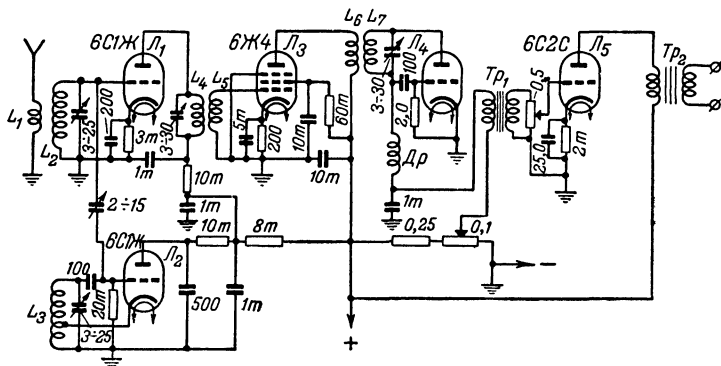 6С1Ж Л₁
6Ж4 Л₃
L₆ L₇
Л₄
6С2С Л₅
L₁
L₂
3÷25
200
3т
1т
3÷30
L₄
L₅
5т
200
10т
60т
10т
3÷30
100
2,0
Др
1т
Тр₁
0,5
25,0
2т
Тр₂
10т
1т
2÷15
6С1Ж Л₂
10т
8т
0,25
0,1
100
20т
L₃
3÷25
500
1т
+
−